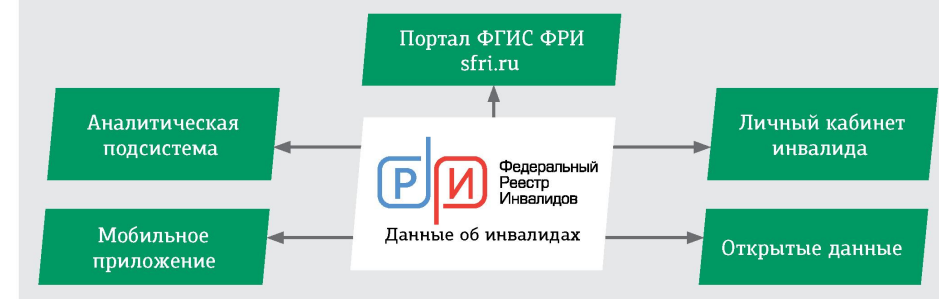 Портал ФГИС ФРИ
sfri.ru
Аналитическая
подсистема
Личный кабинет
инвалида
РИ
Федеральный
Реестр
Инвалидов
Данные об инвалидах
Мобильное
приложение
Открытые данные